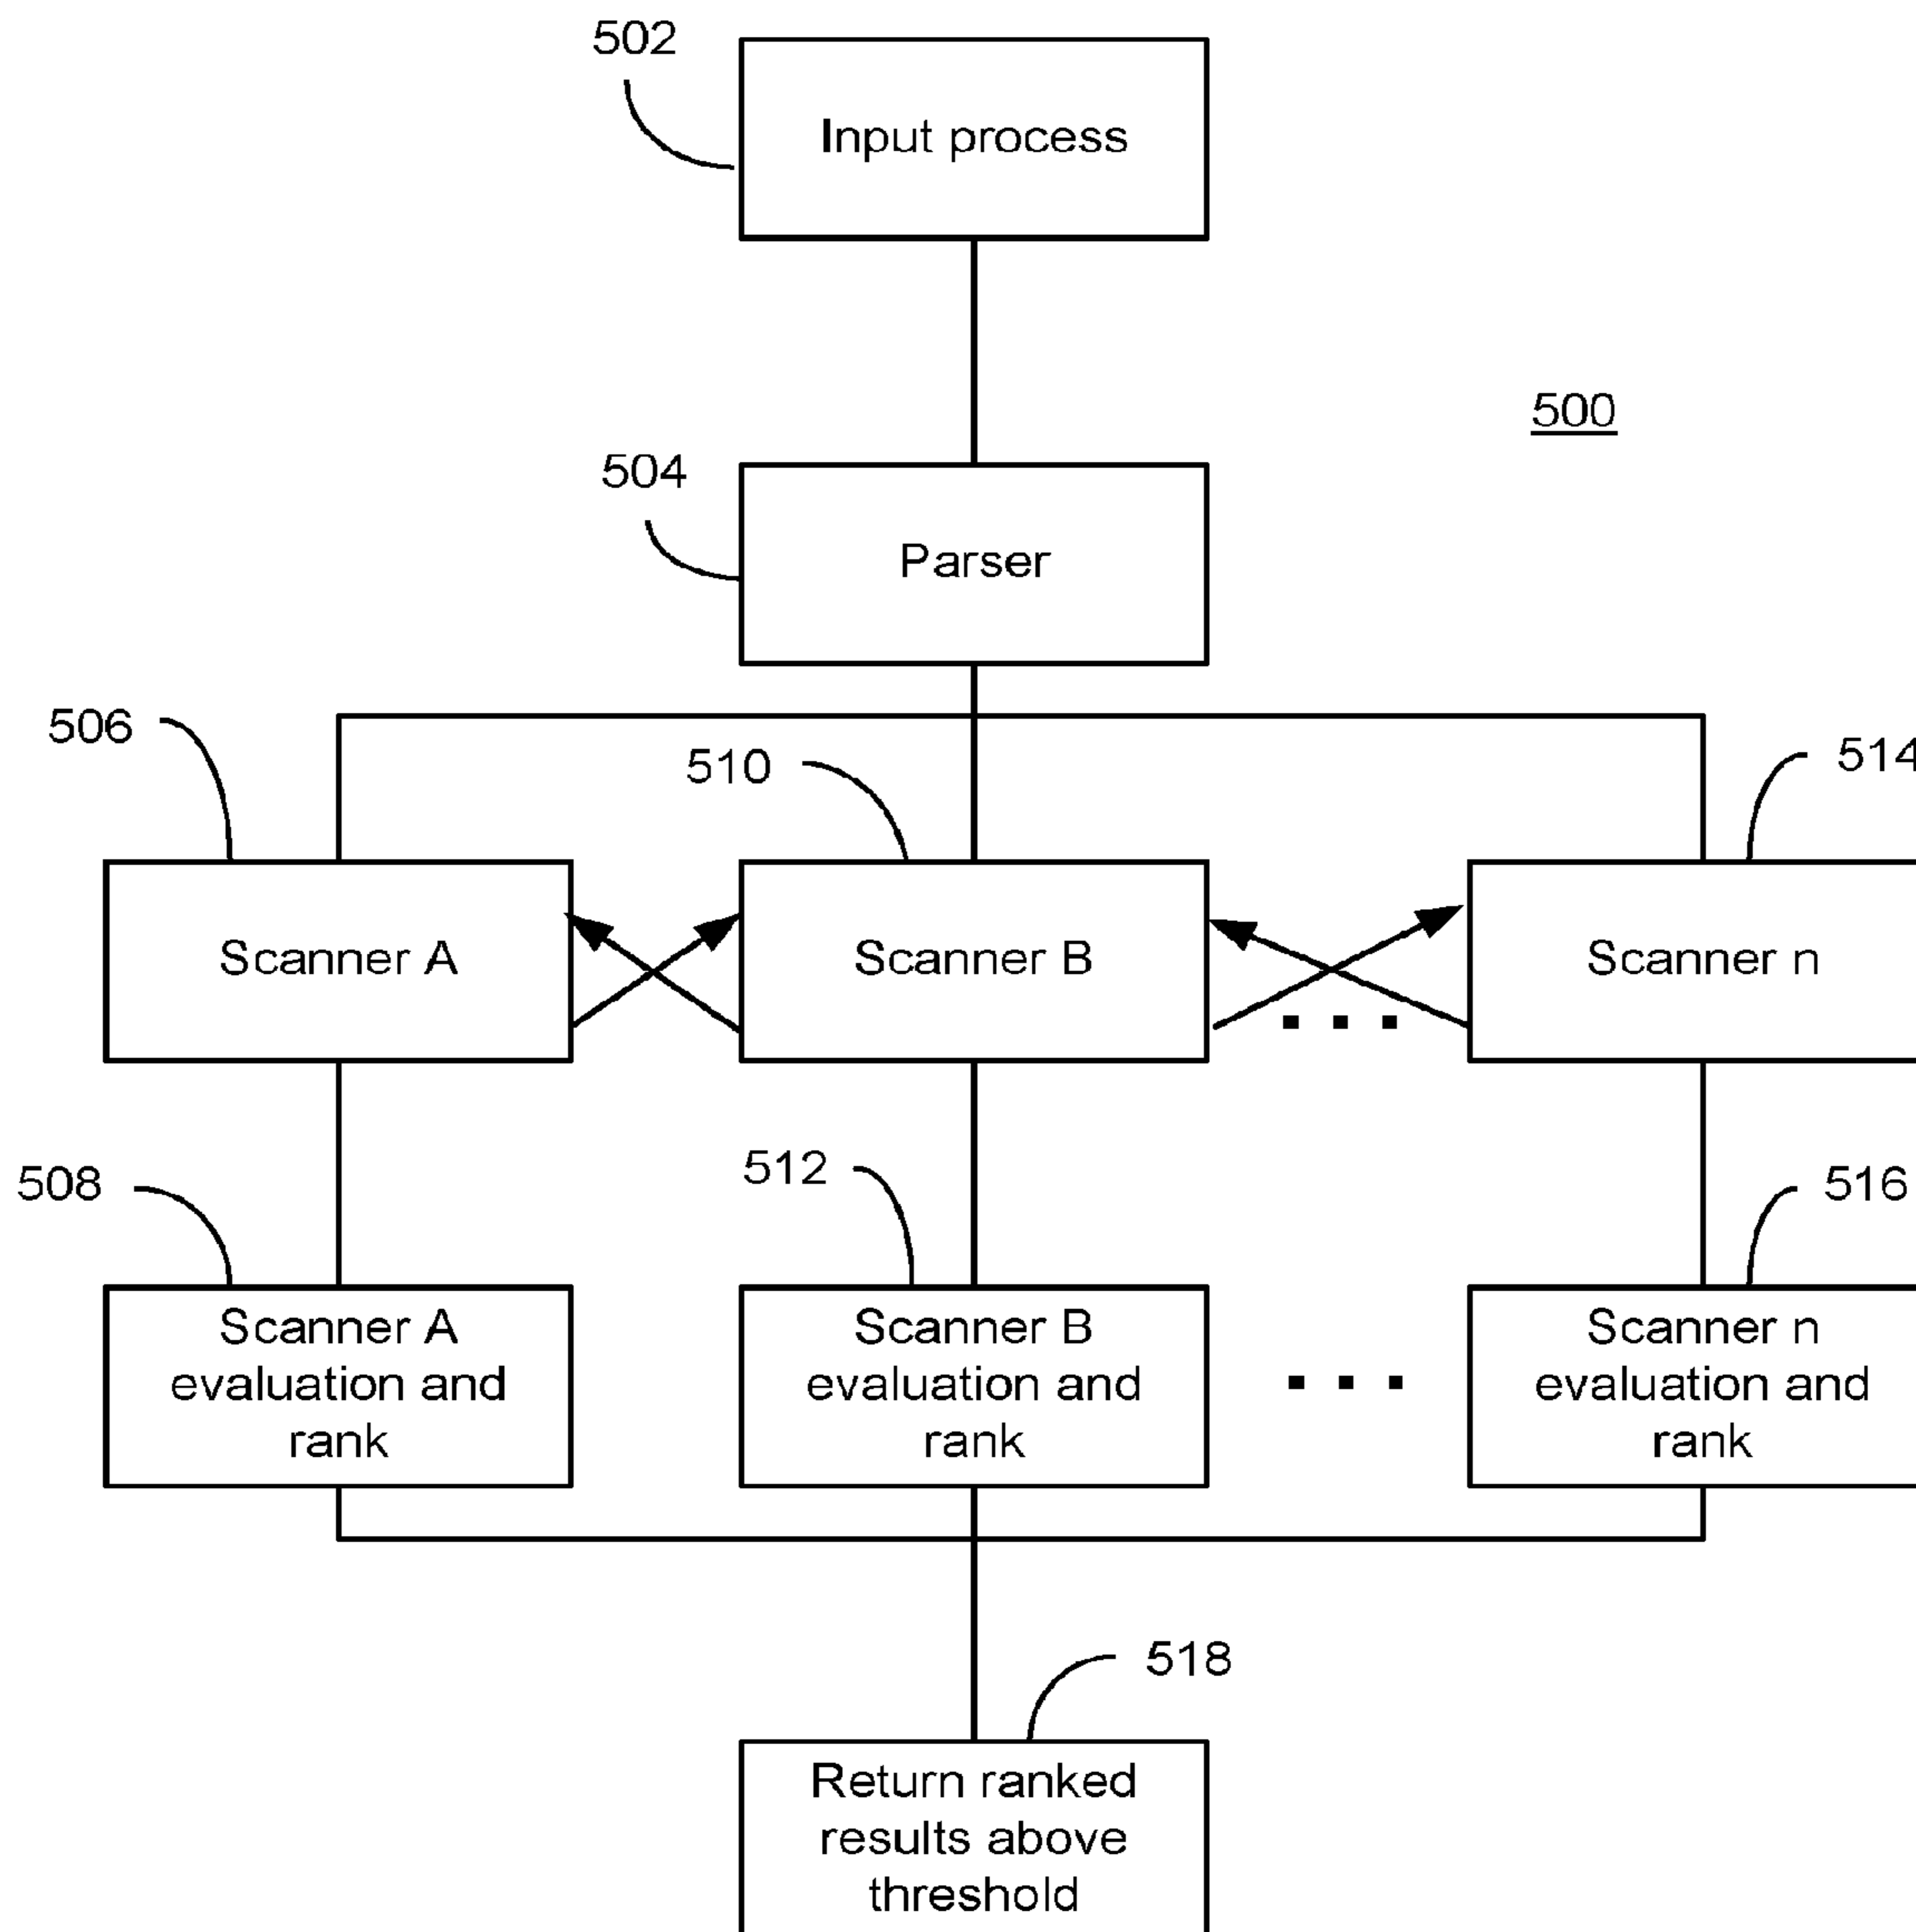 502
Input process
500
504
Parser
506
510
514
Scanner A
Scanner B
. . .
Scanner n
508
512
516
Scanner A
evaluation and
rank
Scanner B
evaluation and
rank
. . .
Scanner n
evaluation and
rank
518
Return ranked
results above
threshold